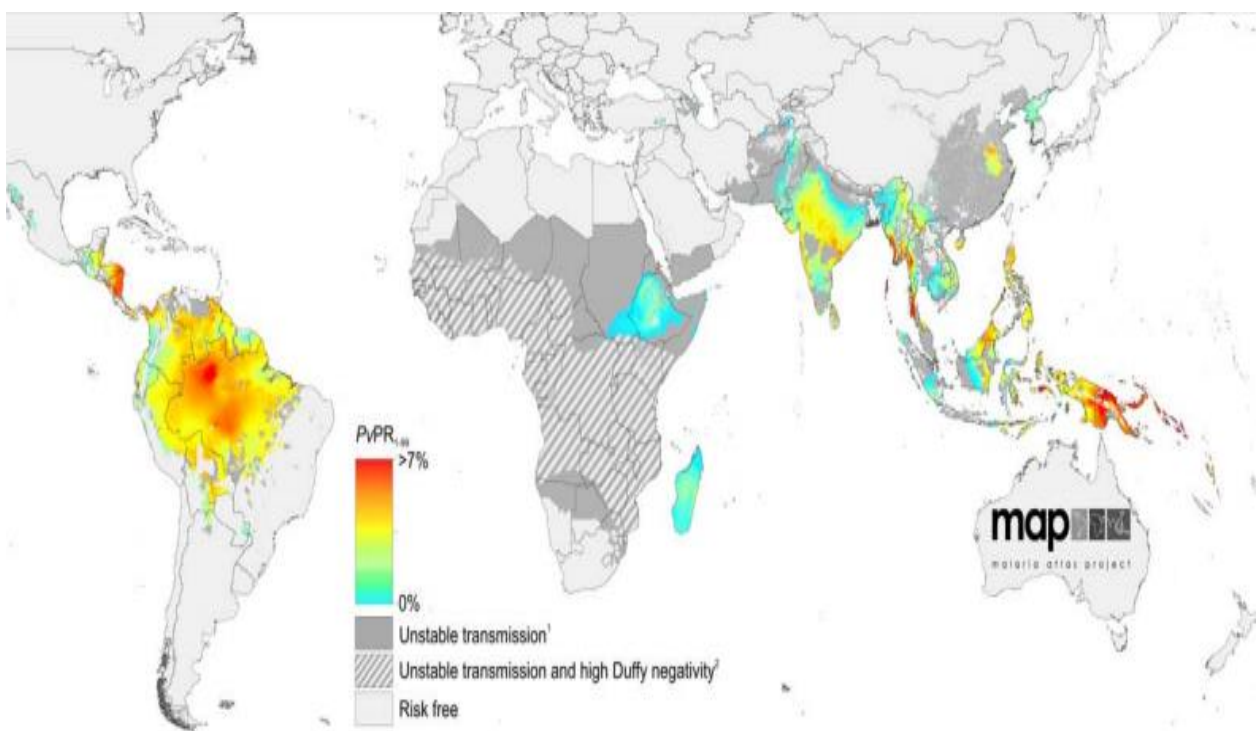 PvPR₁₋₉₉
>7%
0%
Unstable transmission¹
Unstable transmission and high Duffy negativity²
Risk free
map
malaria atlas project